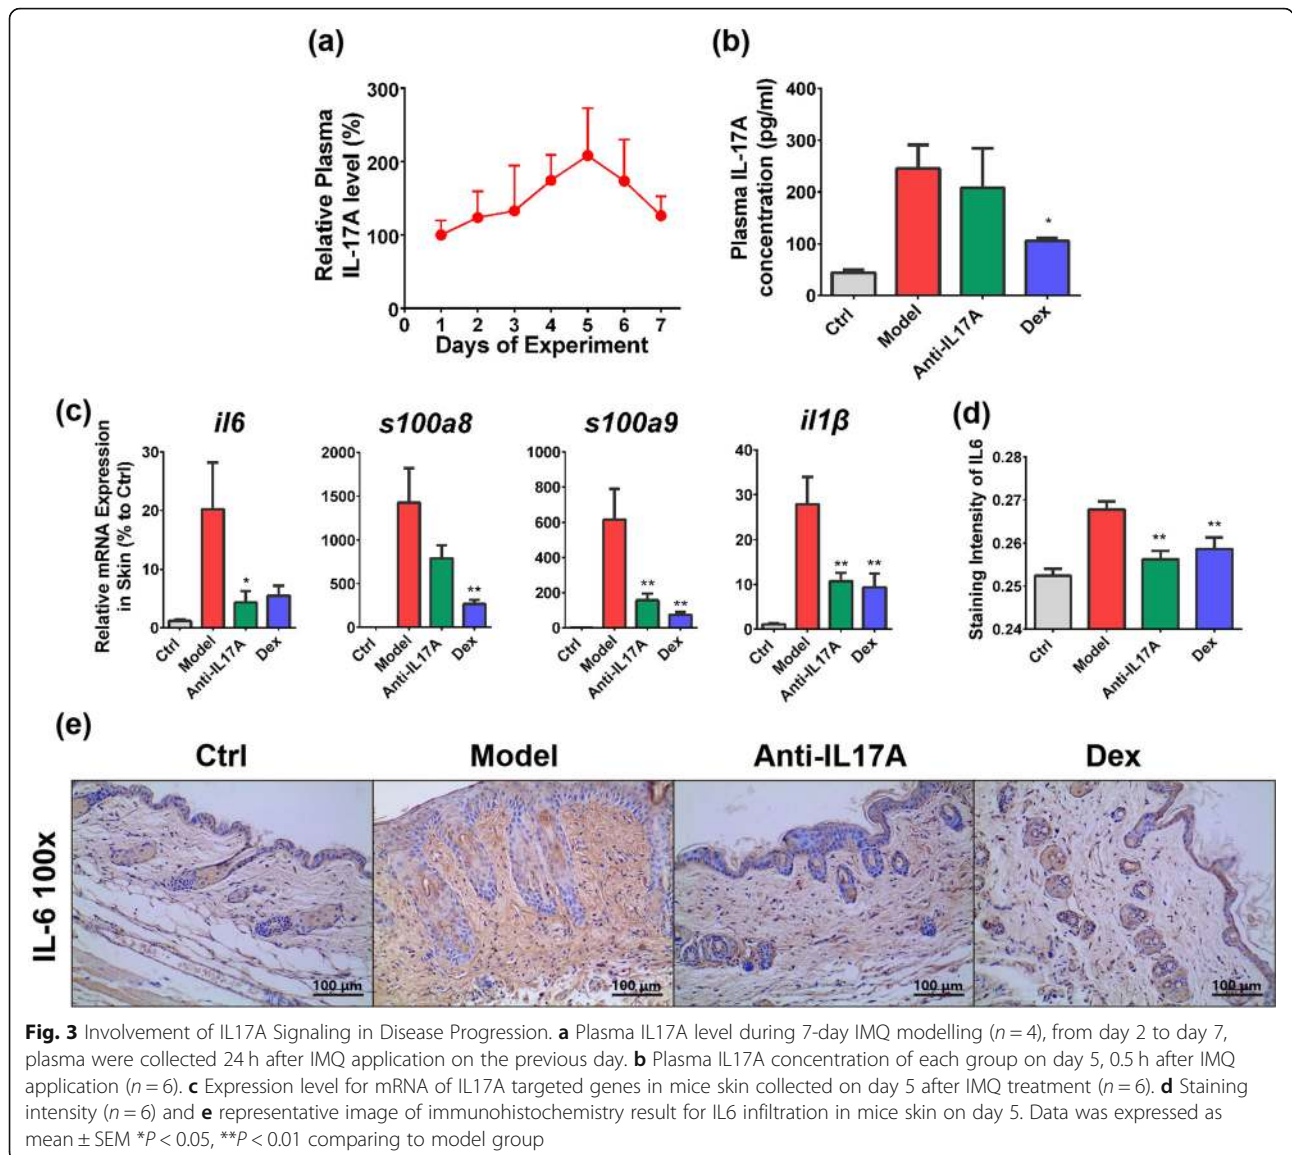 (a)
Relative Plasma
IL-17A level (%)
300
200
100
0
0 1 2 3 4 5 6 7
Days of Experiment
(b)
Plasma IL-17A
concentration (pg/ml)
400
300
200
100
0
*
Ctrl Model Anti-IL17A Dex
(c)
Relative mRNA Expression
in Skin (% to Ctrl)
il6
30
20
10
0
*
Ctrl Model Anti-IL17A Dex
s100a8
2000
1500
1000
500
0
**
Ctrl Model Anti-IL17A Dex
s100a9
1000
800
600
400
200
0
** **
Ctrl Model Anti-IL17A Dex
il1β
40
30
20
10
0
** **
Ctrl Model Anti-IL17A Dex
(d)
Staining Intensity of IL6
0.28
0.27
0.26
0.25
0.24
** **
Ctrl Model Anti-IL17A Dex
(e)
Ctrl Model Anti-IL17A Dex
IL-6 100x
100 μm 100 μm 100 μm 100 μm
Fig. 3 Involvement of IL17A Signaling in Disease Progression. a Plasma IL17A level during 7-day IMQ modelling (n = 4), from day 2 to day 7,
plasma were collected 24 h after IMQ application on the previous day. b Plasma IL17A concentration of each group on day 5, 0.5 h after IMQ
application (n = 6). c Expression level for mRNA of IL17A targeted genes in mice skin collected on day 5 after IMQ treatment (n = 6). d Staining
intensity (n = 6) and e representative image of immunohistochemistry result for IL6 infiltration in mice skin on day 5. Data was expressed as
mean ± SEM *P < 0.05, **P < 0.01 comparing to model group